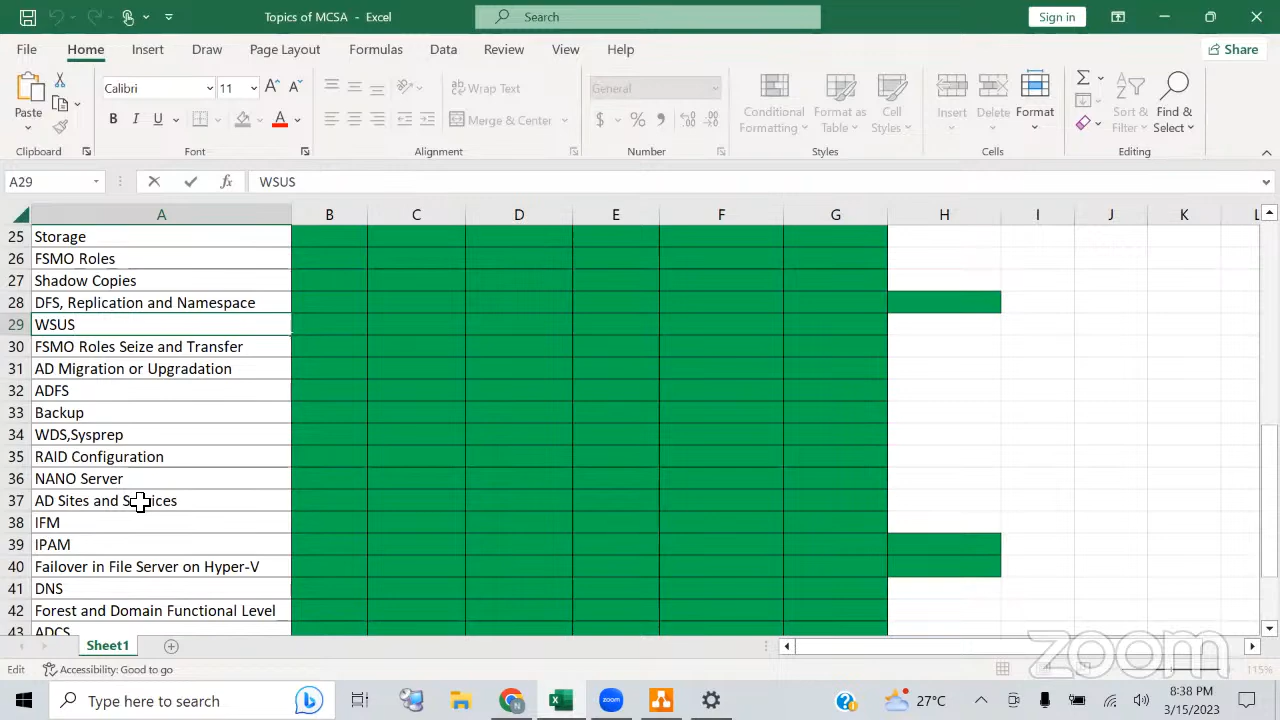 Topics of MCSA - Excel
Search
Sign in
File Home Insert Draw Page Layout Formulas Data Review View Help
Share
Paste
Clipboard
Calibri 11
B I U
Font
Wrap Text
Merge & Center
Alignment
General
Number
Conditional Formatting
Format as Table
Cell Styles
Styles
Insert Delete Format
Cells
Sort & Filter
Find & Select
Editing
A29 fx WSUS
A B C D E F G H I J K L
25 Storage
26 FSMO Roles
27 Shadow Copies
28 DFS, Replication and Namespace
29 WSUS
30 FSMO Roles Seize and Transfer
31 AD Migration or Upgradation
32 ADFS
33 Backup
34 WDS,Sysprep
35 RAID Configuration
36 NANO Server
37 AD Sites and Services
38 IFM
39 IPAM
40 Failover in File Server on Hyper-V
41 DNS
42 Forest and Domain Functional Level
43 ADCS
Sheet1
Edit Accessibility: Good to go
115%
zoom
Type here to search
zoom
27°C
8:38 PM
3/15/2023